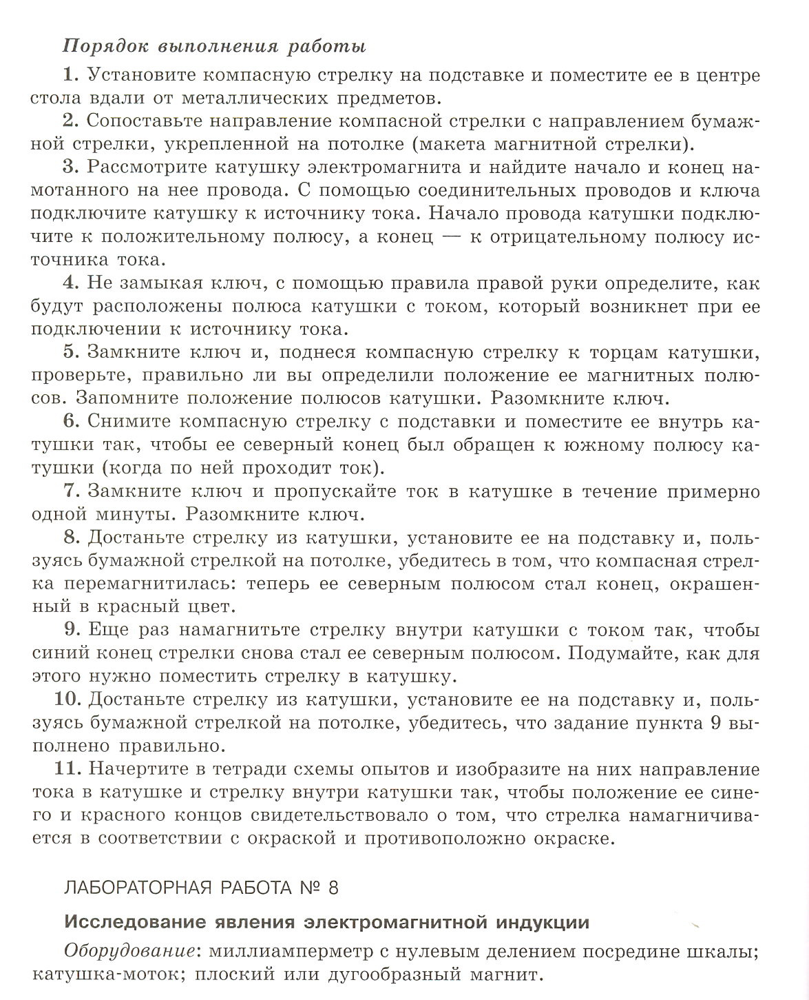 Порядок выполнения работы
1. Установите компасную стрелку на подставке и поместите ее в центре
стола вдали от металлических предметов.
2. Сопоставьте направление компасной стрелки с направлением бумаж-
ной стрелки, укрепленной на потолке (макета магнитной стрелки).
3. Рассмотрите катушку электромагнита и найдите начало и конец на-
мотанного на нее провода. С помощью соединительных проводов и ключа
подключите катушку к источнику тока. Начало провода катушки подклю-
чите к положительному полюсу, а конец — к отрицательному полюсу ис-
точника тока.
4. Не замыкая ключ, с помощью правила правой руки определите, как
будут расположены полюса катушки с током, который возникнет при ее
подключении к источнику тока.
5. Замкните ключ и, поднеся компасную стрелку к торцам катушки,
проверьте, правильно ли вы определили положение ее магнитных полю-
сов. Запомните положение полюсов катушки. Разомкните ключ.
6. Снимите компасную стрелку с подставки и поместите ее внутрь ка-
тушки так, чтобы ее северный конец был обращен к южному полюсу ка-
тушки (когда по ней проходит ток).
7. Замкните ключ и пропускайте ток в катушке в течение примерно
одной минуты. Разомкните ключ.
8. Достаньте стрелку из катушки, установите ее на подставку и, поль-
зуясь бумажной стрелкой на потолке, убедитесь в том, что компасная стрел-
ка перемагнитилась: теперь ее северным полюсом стал конец, окрашен-
ный в красный цвет.
9. Еще раз намагнитьте стрелку внутри катушки с током так, чтобы
синий конец стрелки снова стал ее северным полюсом. Подумайте, как для
этого нужно поместить стрелку в катушку.
10. Достаньте стрелку из катушки, установите ее на подставку и, поль-
зуясь бумажной стрелкой на потолке, убедитесь, что задание пункта 9 вы-
полнено правильно.
11. Начертите в тетради схемы опытов и изобразите на них направление
тока в катушке и стрелку внутри катушки так, чтобы положение ее сине-
го и красного концов свидетельствовало о том, что стрелка намагничива-
ется в соответствии с окраской и противоположно окраске.
ЛАБОРАТОРНАЯ РАБОТА № 8
Исследование явления электромагнитной индукции
Оборудование: миллиамперметр с нулевым делением посредине шкалы;
катушка-моток; плоский или дугообразный магнит.